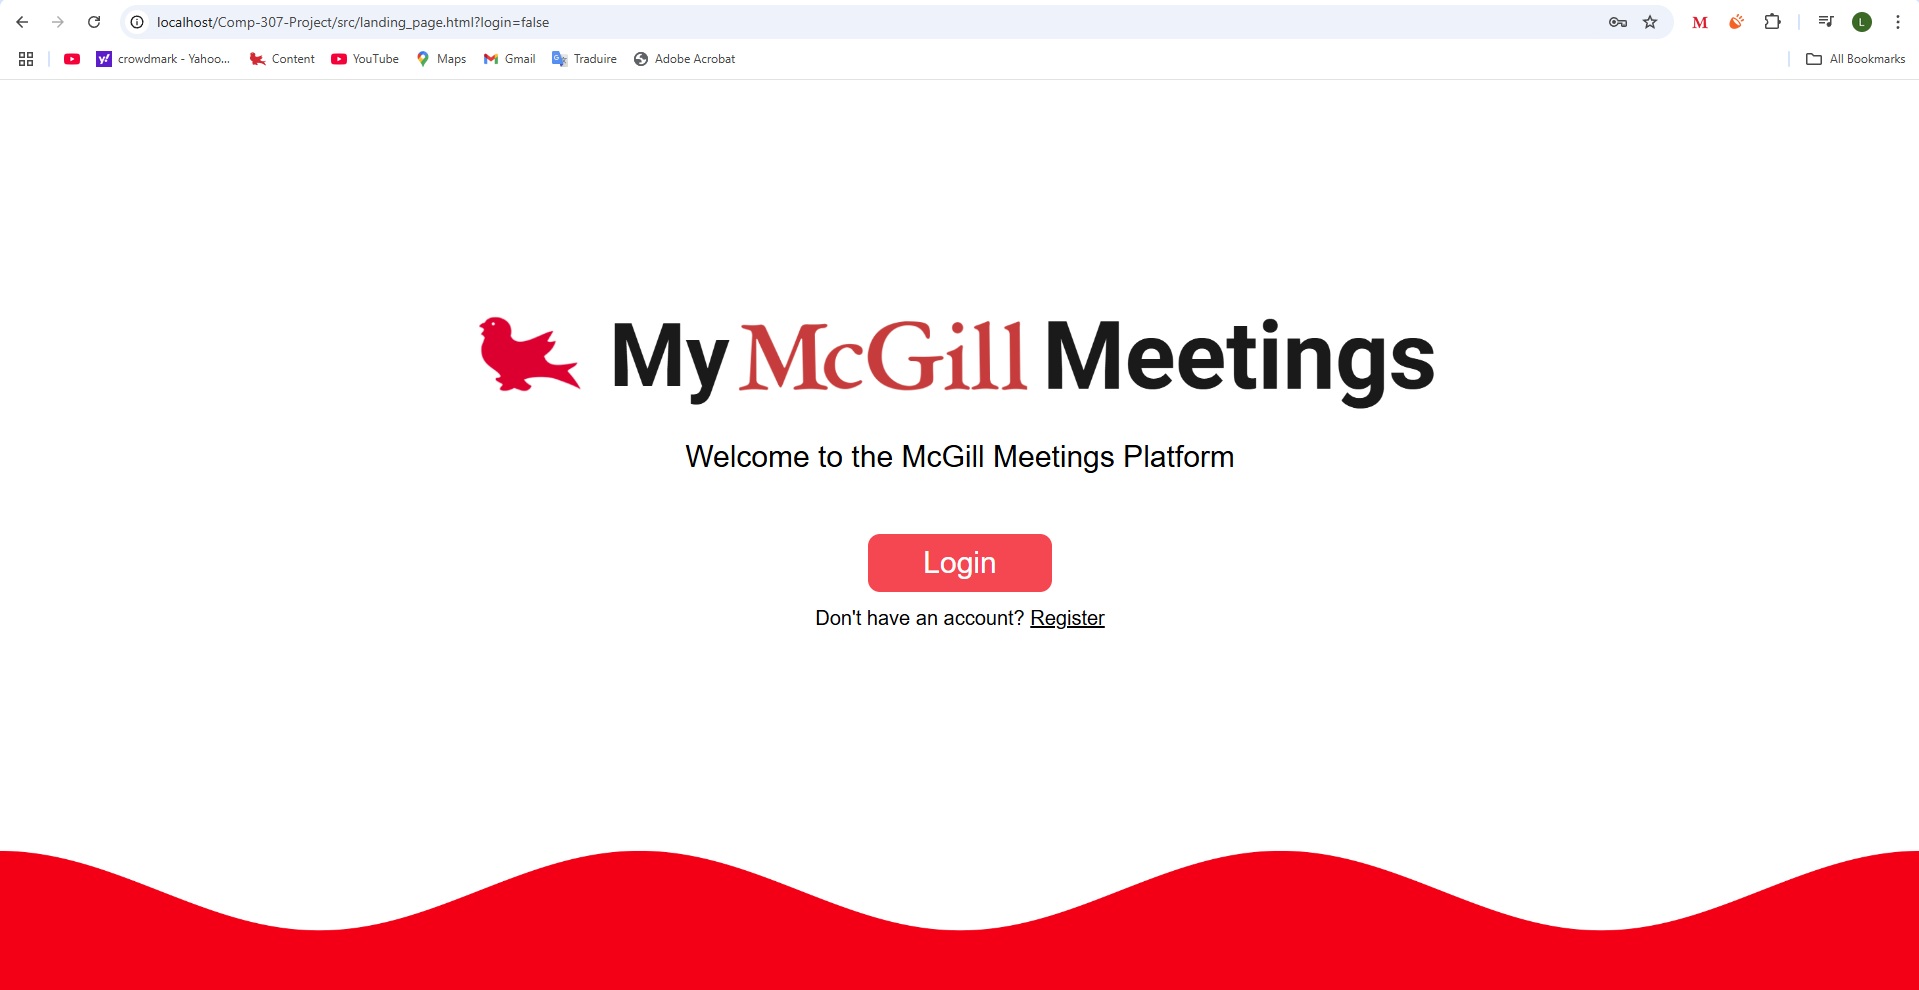 localhost/Comp-307-Project/src/landing_page.html?login=false
M
L
crowdmark - Yahoo...
Content
YouTube
Maps
Gmail
Traduire
Adobe Acrobat
All Bookmarks
My McGill Meetings
Welcome to the McGill Meetings Platform
Login
Don't have an account? Register